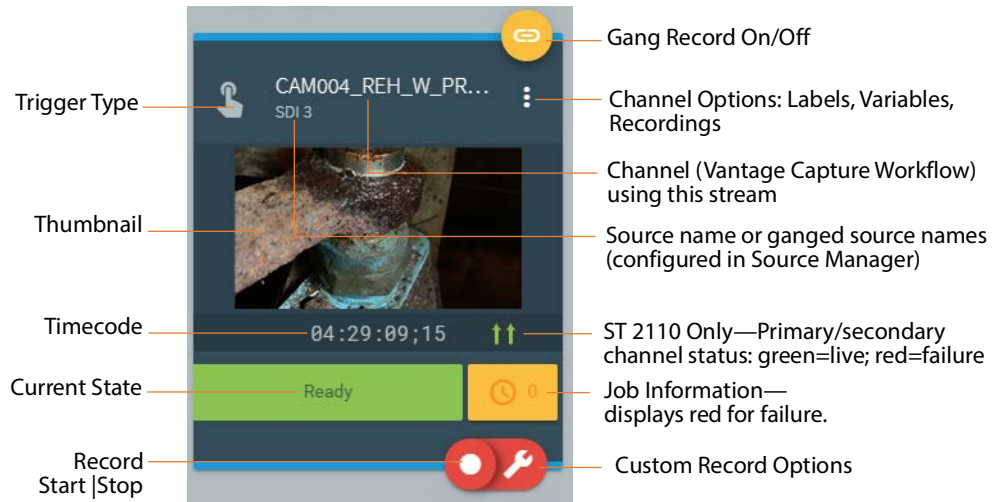 Gang Record On/Off
Trigger Type
CAM004_REH_W_PR...
SDI 3
Channel Options: Labels, Variables,
Recordings
Channel (Vantage Capture Workflow)
using this stream
Thumbnail
Source name or ganged source names
(configured in Source Manager)
Timecode
04:29:09;15
ST 2110 Only—Primary/secondary
channel status: green=live; red=failure
Current State
Ready
0
Job Information—
displays red for failure.
Record
Start |Stop
Custom Record Options